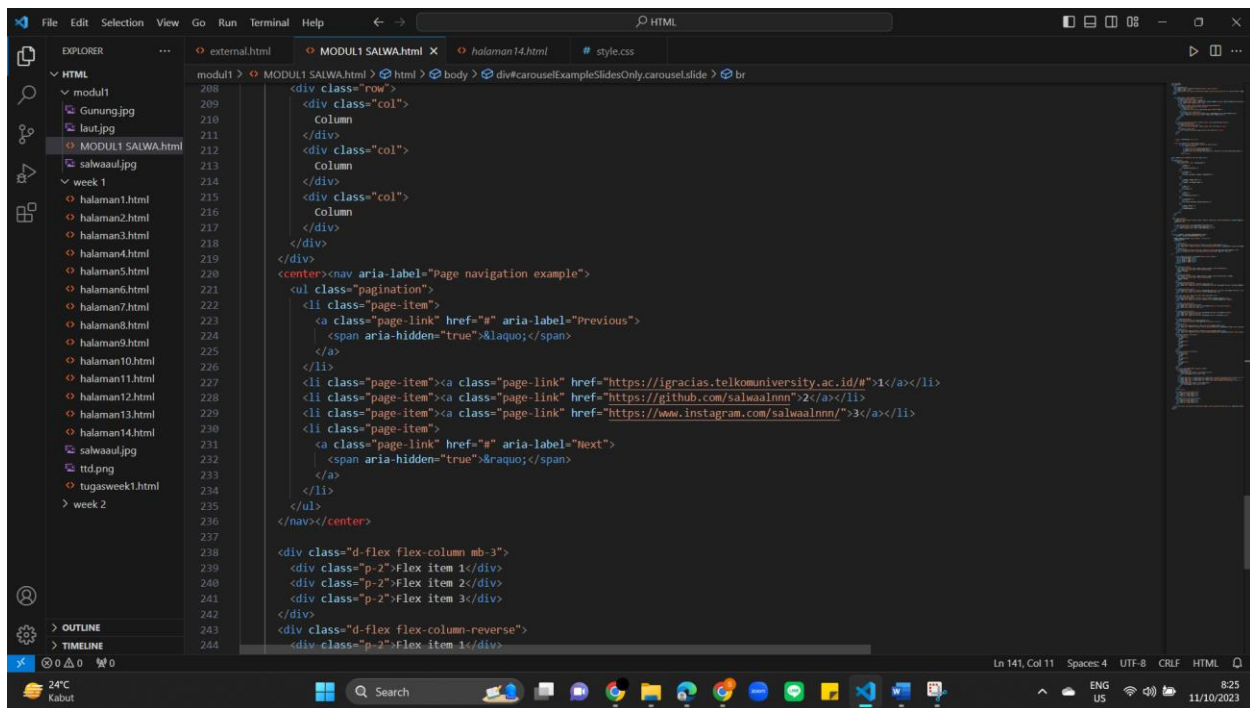 File Edit Selection View Go Run Terminal Help HTML
EXPLORER
external.html MODUL1 SALWA.html halaman14.html # style.css
HTML
modul1 > MODUL1 SALWA.html > html > body > div#carouselExampleSlidesOnly.carousel.slide > br
modul1
Gunung.jpg
laut.jpg
MODUL1 SALWA.html
salwaaul.jpg
week 1
halaman1.html
halaman2.html
halaman3.html
halaman4.html
halaman5.html
halaman6.html
halaman7.html
halaman8.html
halaman9.html
halaman10.html
halaman11.html
halaman12.html
halaman13.html
halaman14.html
salwaaul.jpg
ttd.png
tugasweek1.html
> week 2
> OUTLINE
> TIMELINE
208 <div class="row">
209 <div class="col">
210 Column
211 </div>
212 <div class="col">
213 Column
214 </div>
215 <div class="col">
216 Column
217 </div>
218 </div>
219 </div>
220 <center><nav aria-label="Page navigation example">
221 <ul class="pagination">
222 <li class="page-item">
223 <a class="page-link" href="#" aria-label="Previous">
224 <span aria-hidden="true">&laquo;</span>
225 </a>
226 </li>
227 <li class="page-item"><a class="page-link" href="https://igracias.telkomuniversity.ac.id/#">1</a></li>
228 <li class="page-item"><a class="page-link" href="https://github.com/salwaalnnn">2</a></li>
229 <li class="page-item"><a class="page-link" href="https://www.instagram.com/salwaalnnn/">3</a></li>
230 <li class="page-item">
231 <a class="page-link" href="#" aria-label="Next">
232 <span aria-hidden="true">&raquo;</span>
233 </a>
234 </li>
235 </ul>
236 </nav></center>
237
238 <div class="d-flex flex-column mb-3">
239 <div class="p-2">Flex item 1</div>
240 <div class="p-2">Flex item 2</div>
241 <div class="p-2">Flex item 3</div>
242 </div>
243 <div class="d-flex flex-column-reverse">
244 <div class="p-2">Flex item 1</div>
0 0 0 Ln 141, Col 11 Spaces: 4 UTF-8 CRLF HTML
24°C
Kabut
Search
ENG
US
8:25
11/10/2023